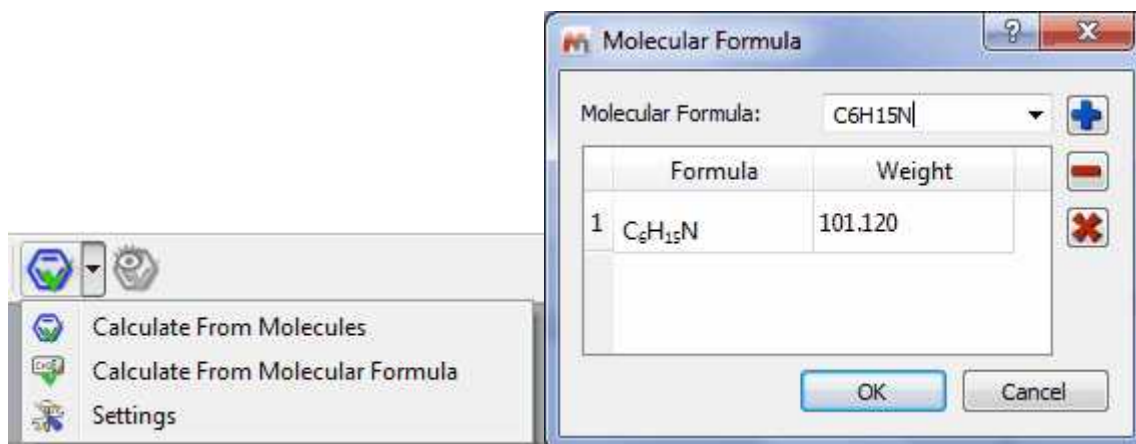 Molecular Formula
Molecular Formula: C6H15N
Formula Weight
1 C₆H₁₅N 101.120
Calculate From Molecules
Calculate From Molecular Formula
Settings
OK Cancel